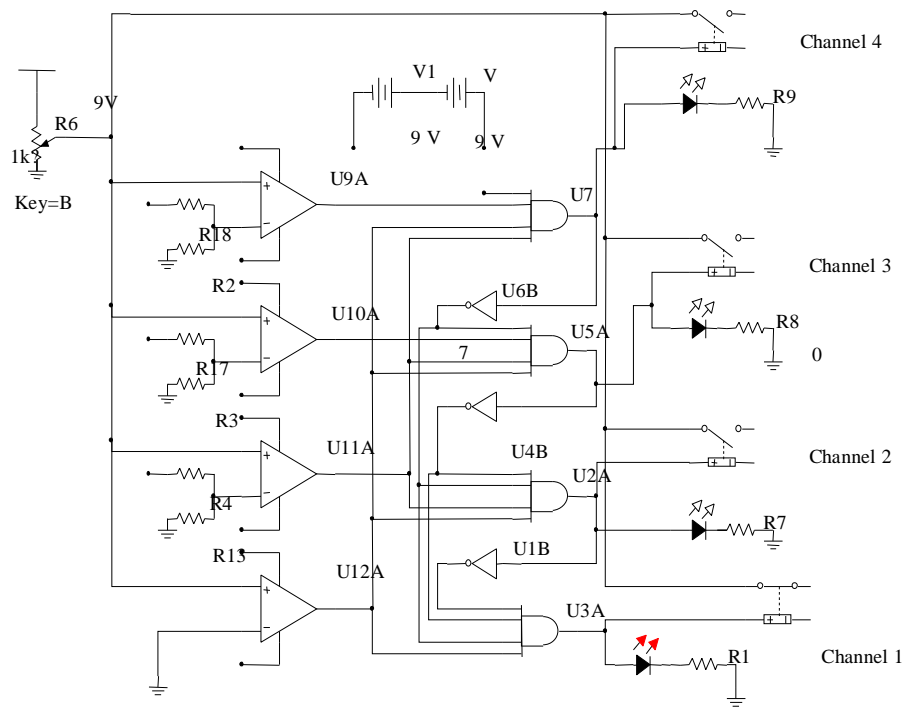 Channel 4
V1 V
9V
R6
9 V
9 V
R9
1k?
U9A
U7
Key=B
R18
Channel 3
R2
U6B
U10A
U5A
R8
7
0
R17
R3
U11A
U4B
Channel 2
U2A
R4
R7
R13
U1B
U12A
U3A
R1
Channel 1